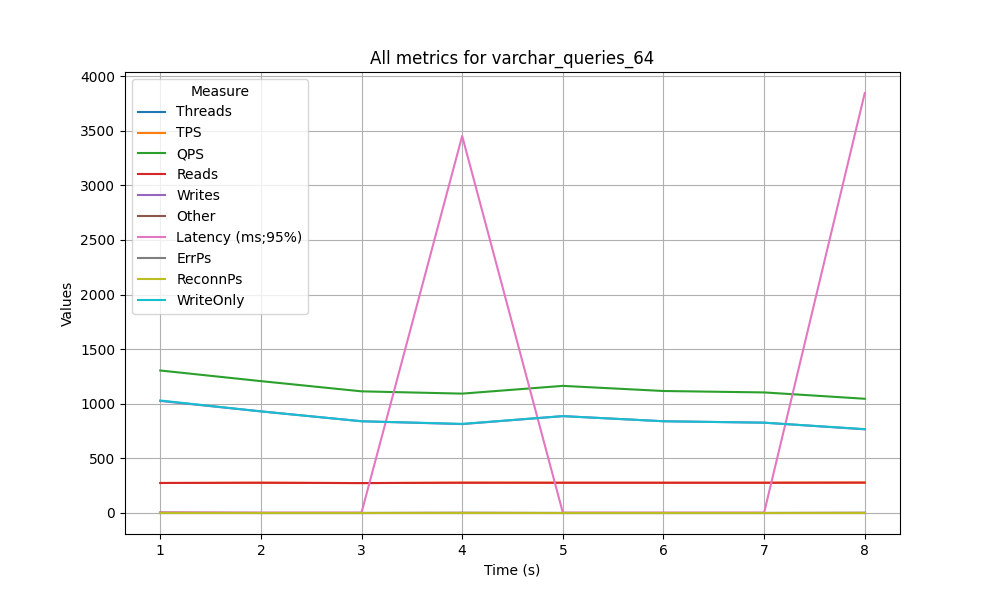 All metrics for varchar_queries_64
Values
4000
3500
3000
2500
2000
1500
1000
500
0
Measure
Threads
TPS
QPS
Reads
Writes
Other
Latency (ms;95%)
ErrPs
ReconnPs
WriteOnly
1 2 3 4 5 6 7 8
Time (s)